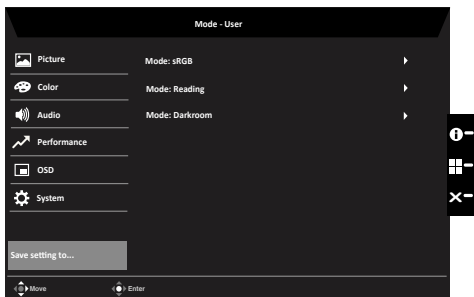 Mode - User
Picture
Mode: sRGB
Color
Mode: Reading
Audio
Mode: Darkroom
Performance
OSD
System
Save setting to...
Move Enter